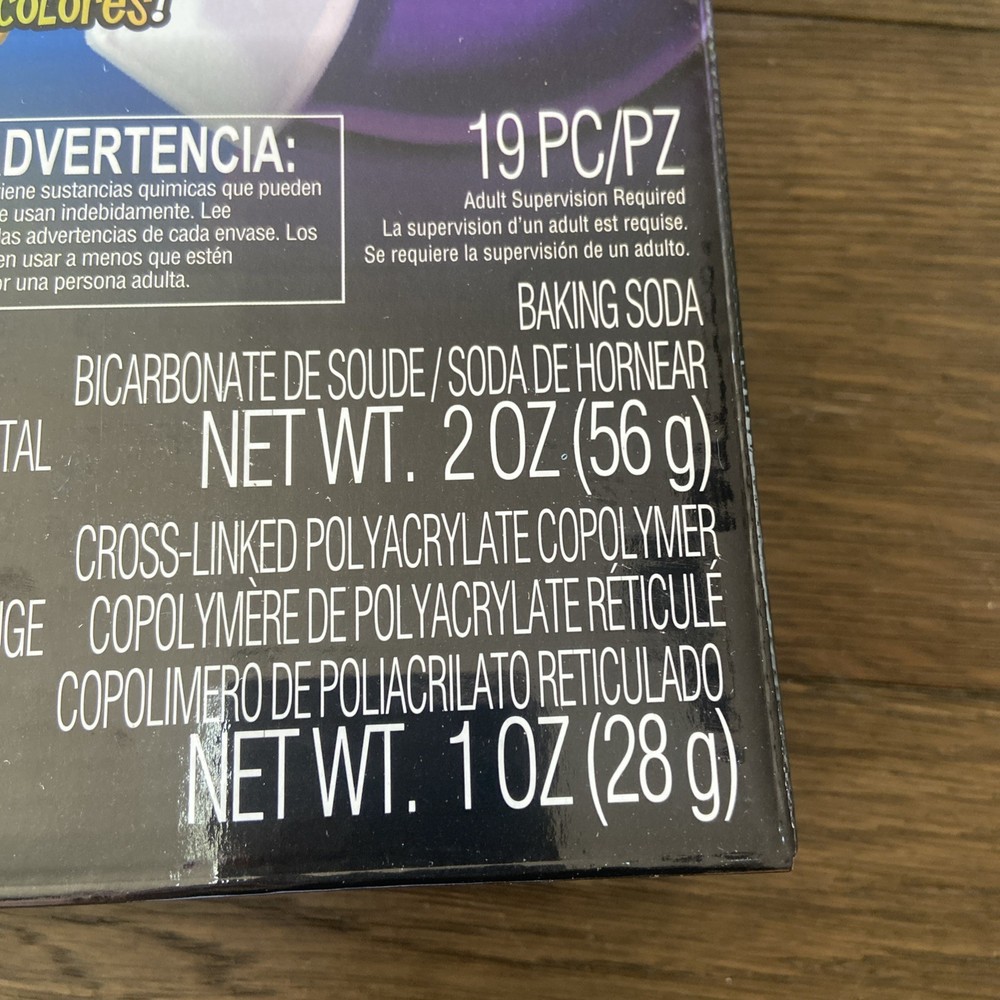 colores!
ADVERTENCIA:
tiene sustancias quimicas que pueden
e usan indebidamente. Lee
las advertencias de cada envase. Los
en usar a menos que estén
or una persona adulta.
19 PC/PZ
Adult Supervision Required
La supervision d'un adult est requise.
Se requiere la supervisión de un adulto.
BAKING SODA
BICARBONATE DE SOUDE / SODA DE HORNEAR
NET WT. 2 OZ (56 g)
TAL
CROSS-LINKED POLYACRYLATE COPOLYMER
UGE COPOLYMÈRE DE POLYACRYLATE RÉTICULÉ
COPOLIMERO DE POLIACRILATO RETICULADO
NET WT. 1 OZ (28 g)